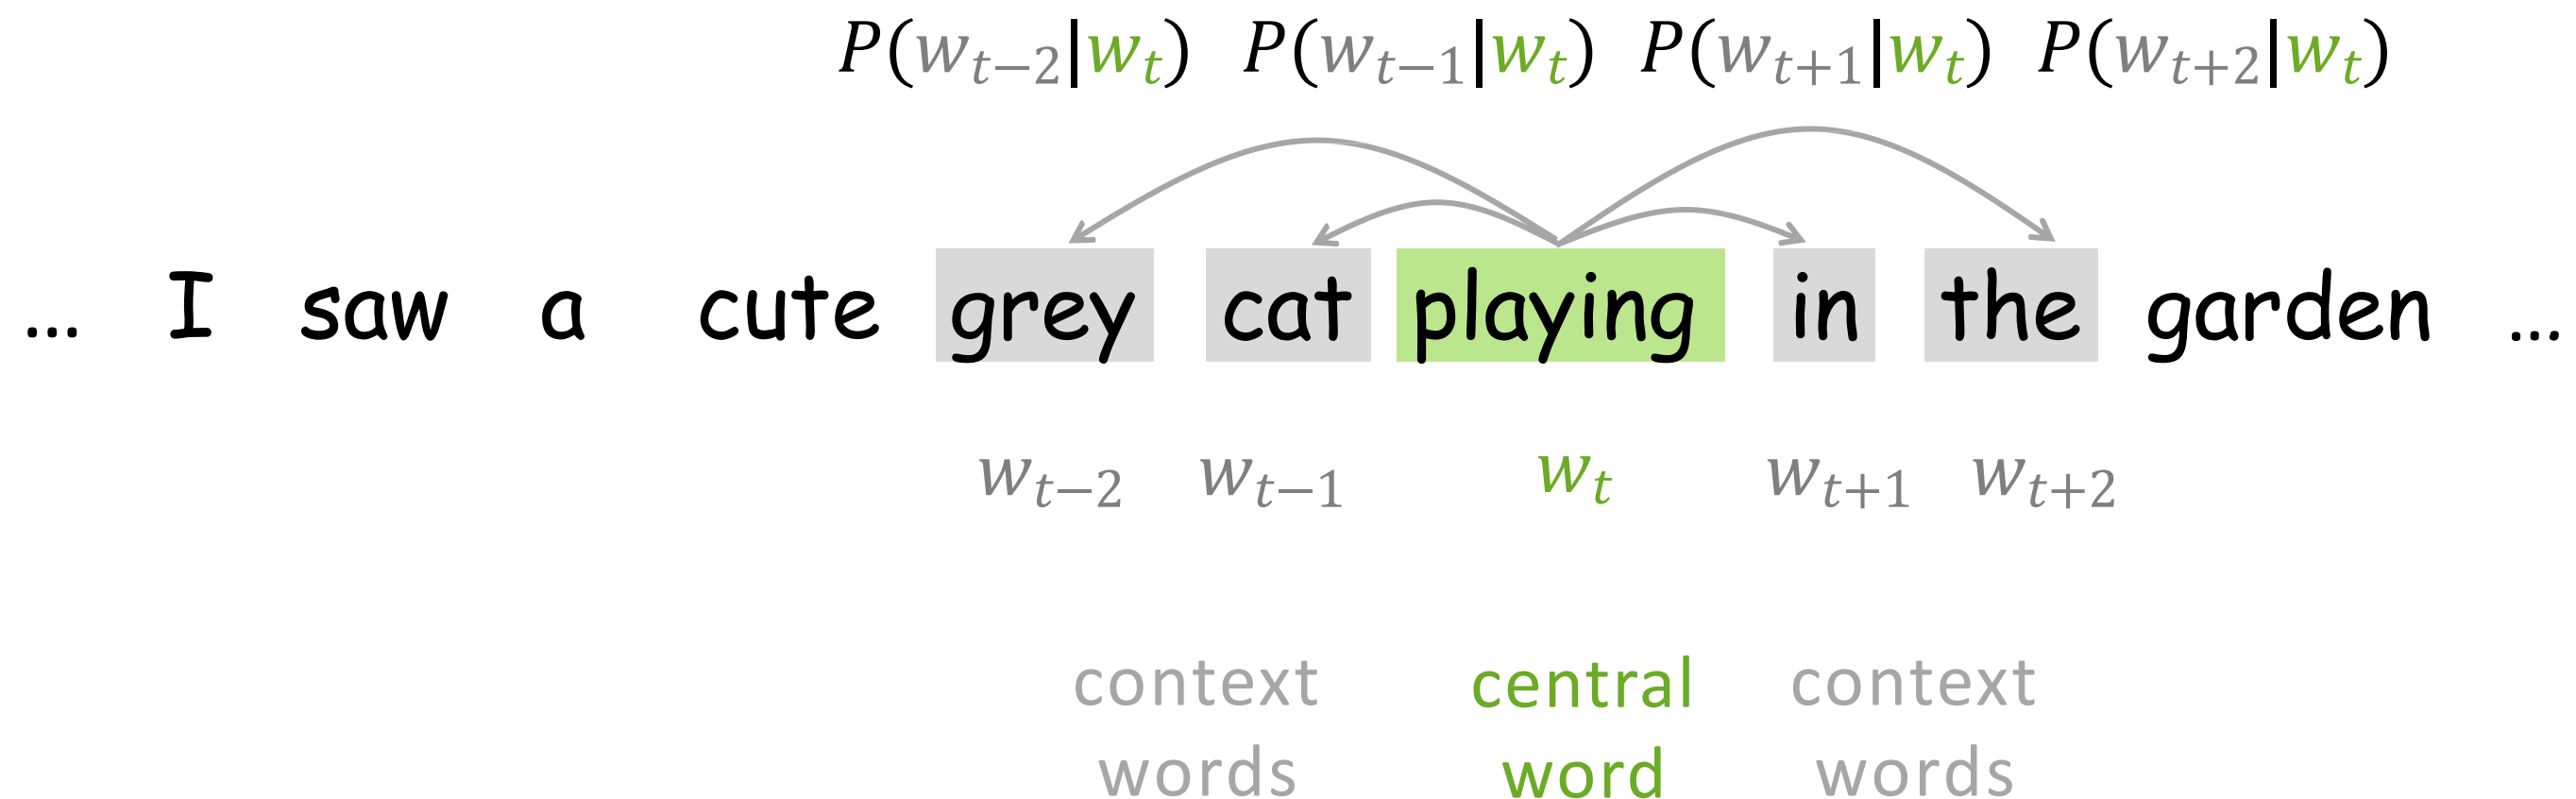 P(w_{t−2}|w_t) P(w_{t−1}|w_t) P(w_{t+1}|w_t) P(w_{t+2}|w_t)
... I saw a cute grey cat playing in the garden ...
w_{t−2} w_{t−1} w_t w_{t+1} w_{t+2}
context central context
words word words